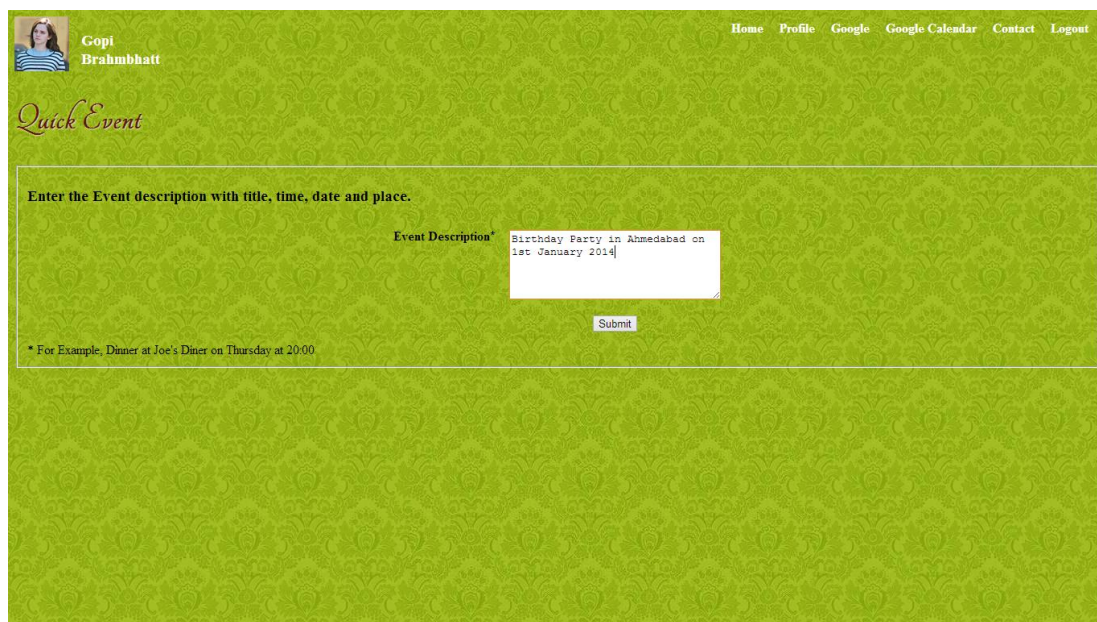 Gopi
Brahmbhatt
Home Profile Google Google Calendar Contact Logout
Quick Event
Enter the Event description with title, time, date and place.
Event Description*
Birthday Party in Ahmedabad on
1st January 2014
Submit
* For Example, Dinner at Joe's Diner on Thursday at 20:00